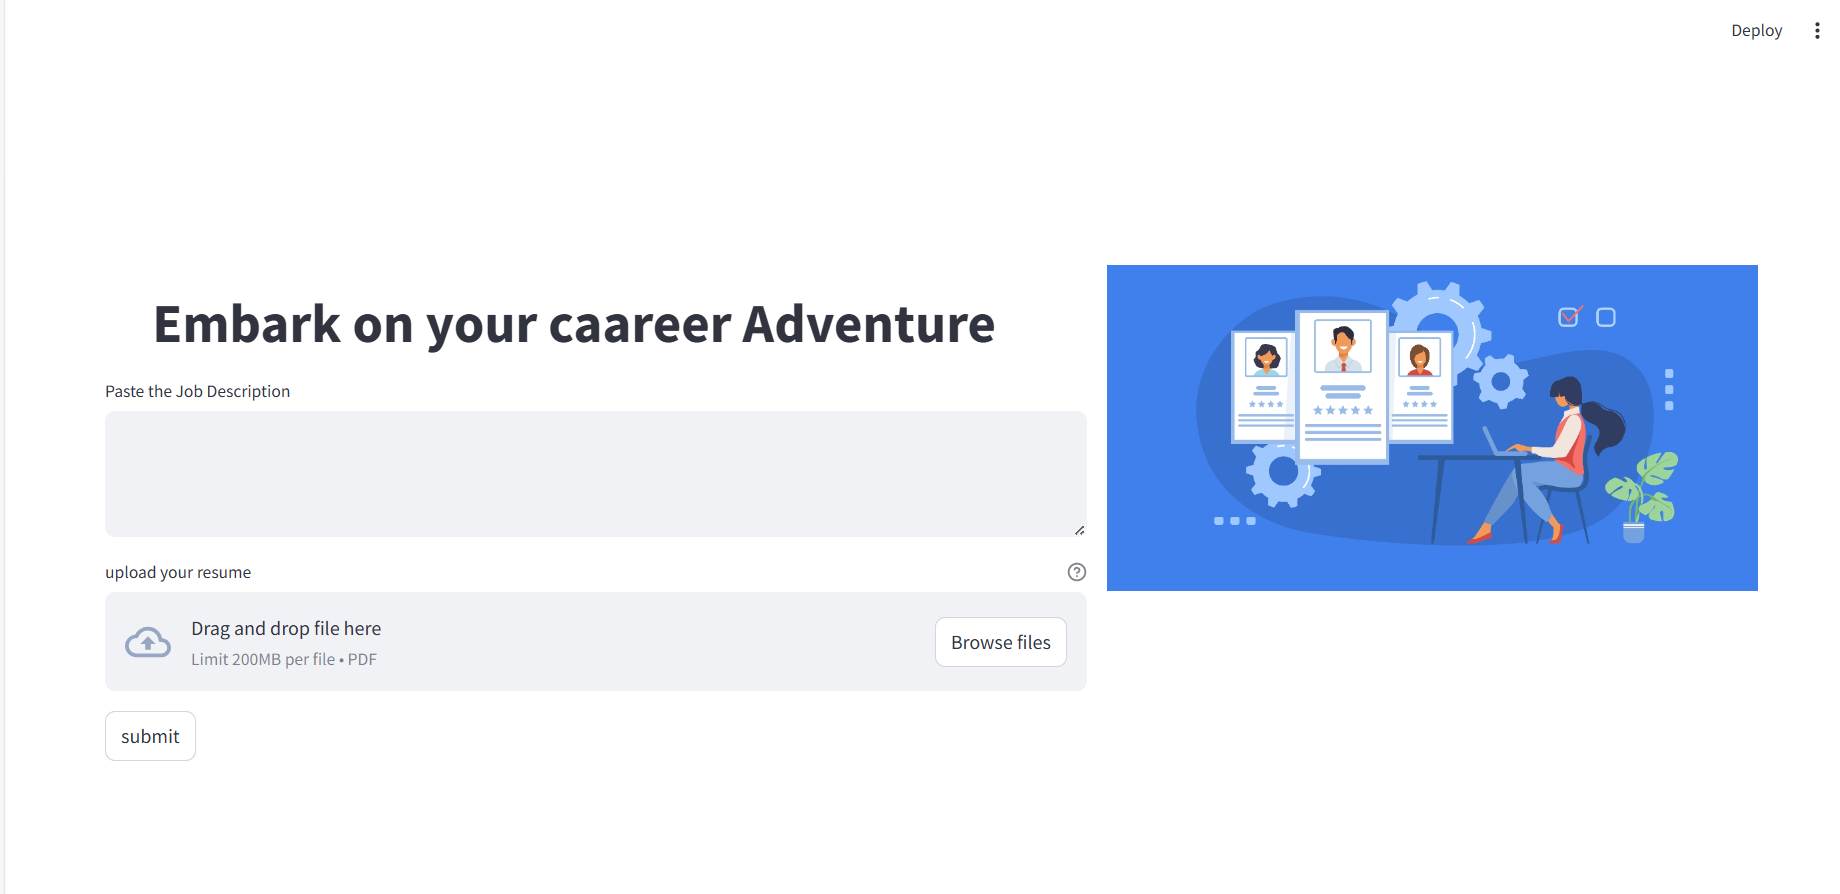 Deploy
Embark on your caareer Adventure
Paste the Job Description
upload your resume
Drag and drop file here
Limit 200MB per file • PDF
Browse files
submit